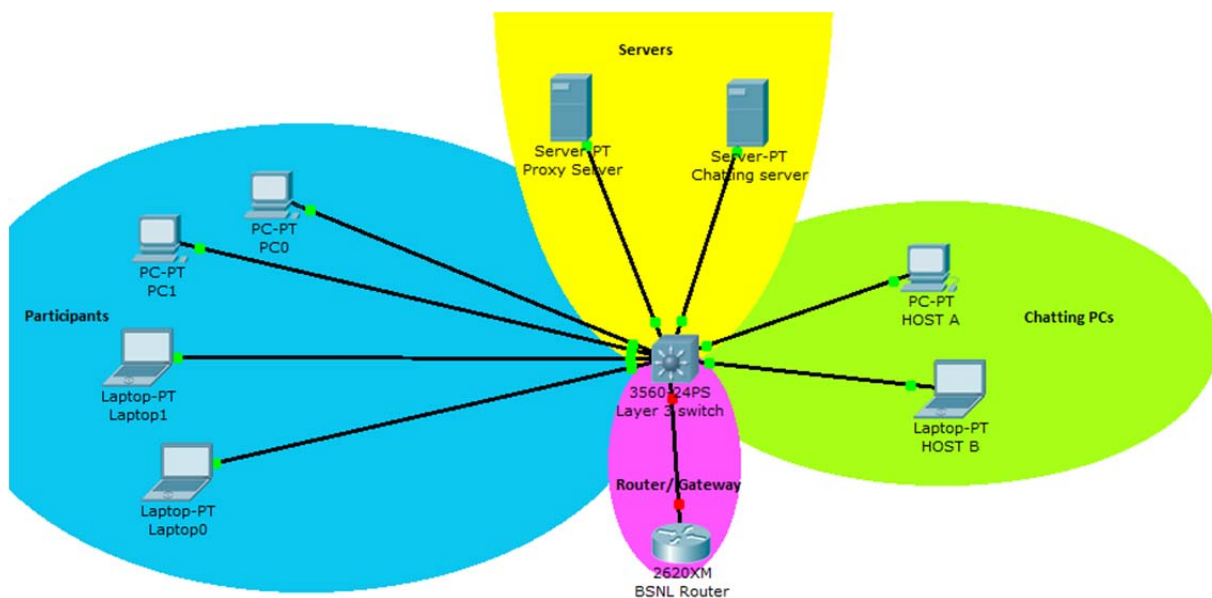 Servers
Server-PT
Proxy Server
Server-PT
Chatting server
PC-PT
PC0
PC-PT
PC1
Participants
Laptop-PT
Laptop1
Laptop-PT
Laptop0
3560-24PS
Layer 3 switch
PC-PT
HOST A
Chatting PCs
Laptop-PT
HOST B
Router/ Gateway
2620XM
BSNL Router